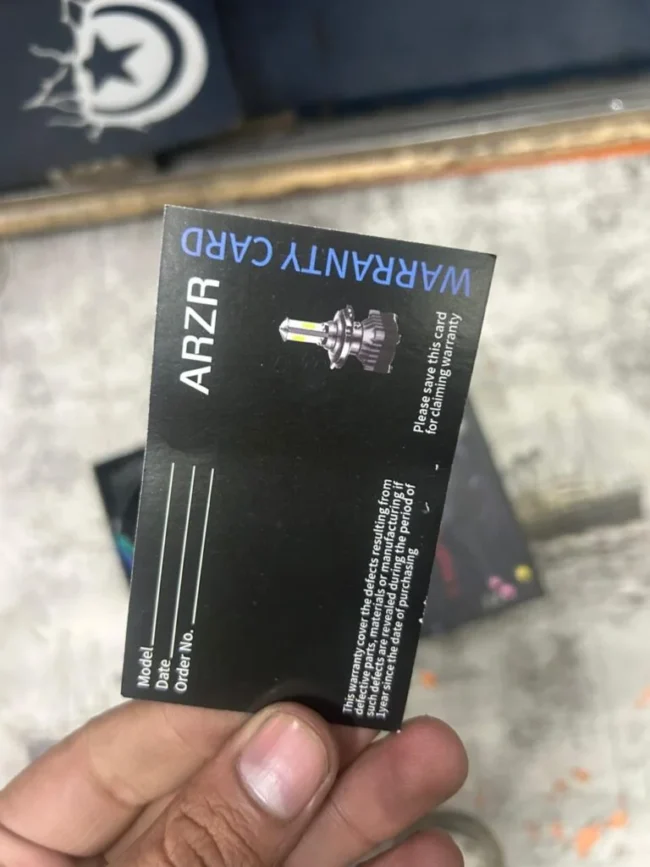 WARRANTY CARD
ARZR
Please save this card
for claiming warranty
Model
Date
Order No.
This warranty cover the defects resulting from
defective parts, materials or manufacturing if
such defects are revealed during the period of
1year since the date of purchasing